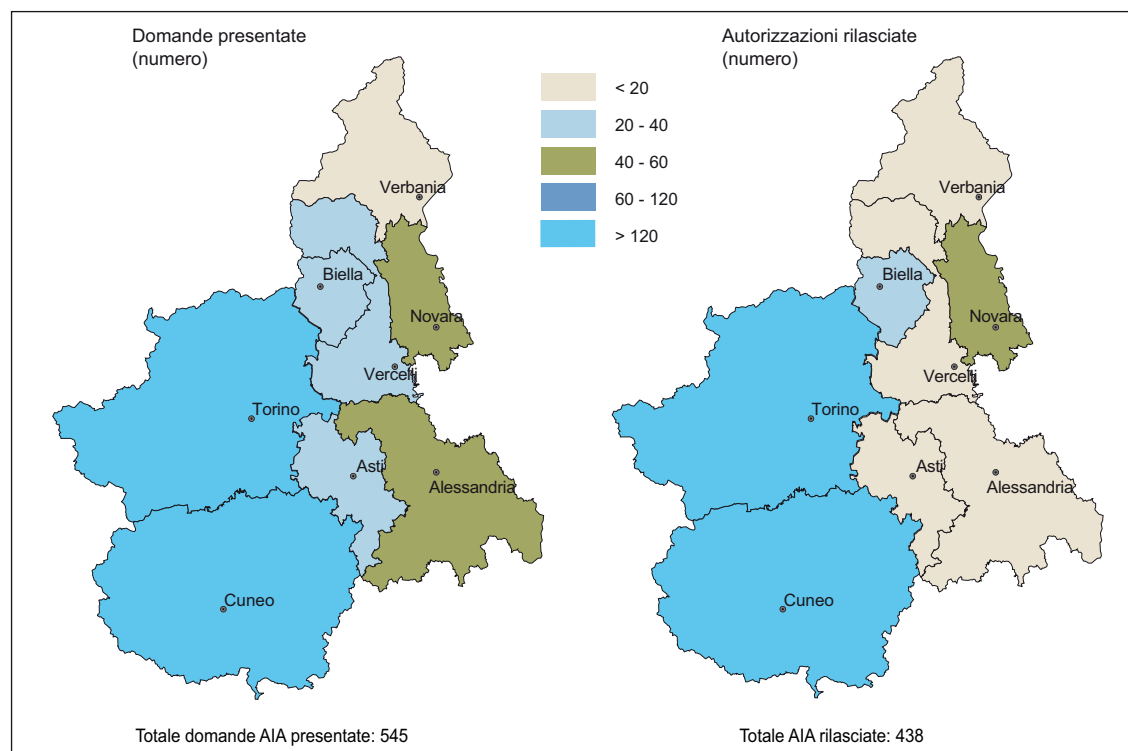 Domande presentate
(numero)
Autorizzazioni rilasciate
(numero)
< 20
20 - 40
40 - 60
60 - 120
> 120
Verbania
Biella
Novara
Vercelli
Torino
Asti
Alessandria
Cuneo
Verbania
Biella
Novara
Vercelli
Torino
Asti
Alessandria
Cuneo
Totale domande AIA presentate: 545
Totale AIA rilasciate: 438